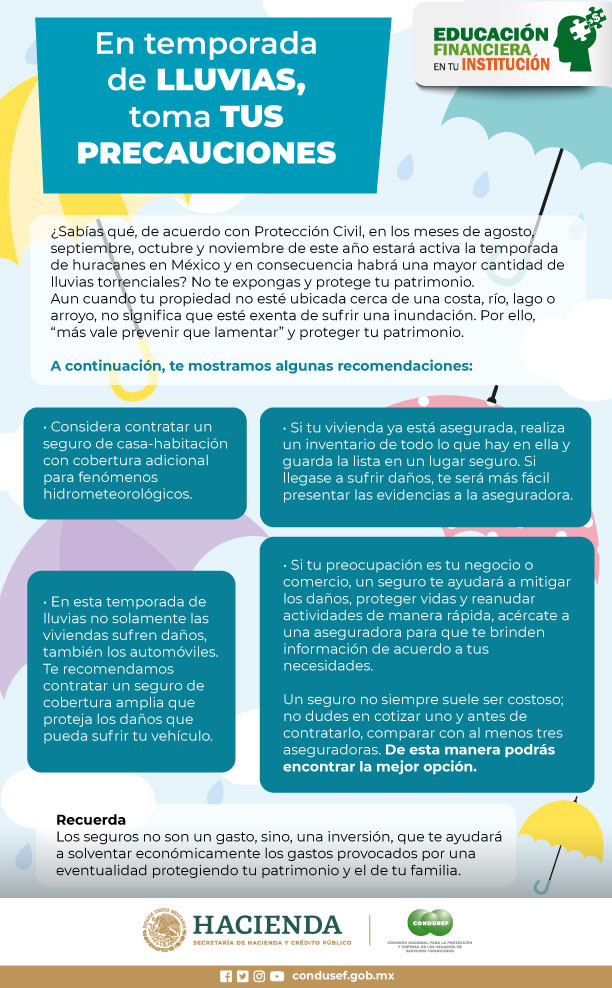 En temporada
de LLUVIAS,
toma TUS
PRECAUCIONES
EDUCACIÓN
FINANCIERA
EN TU INSTITUCIÓN
¿Sabías qué, de acuerdo con Protección Civil, en los meses de agosto,
septiembre, octubre y noviembre de este año estará activa la temporada
de huracanes en México y en consecuencia habrá una mayor cantidad de
lluvias torrenciales? No te expongas y protege tu patrimonio.
Aun cuando tu propiedad no esté ubicada cerca de una costa, río, lago o
arroyo, no significa que esté exenta de sufrir una inundación. Por ello,
“más vale prevenir que lamentar” y proteger tu patrimonio.
A continuación, te mostramos algunas recomendaciones:
• Considera contratar un
seguro de casa-habitación
con cobertura adicional
para fenómenos
hidrometeorológicos.
• Si tu vivienda ya está asegurada, realiza
un inventario de todo lo que hay en ella y
guarda la lista en un lugar seguro. Si
llegase a sufrir daños, te será más fácil
presentar las evidencias a la aseguradora.
• En esta temporada de
lluvias no solamente las
viviendas sufren daños,
también los automóviles.
Te recomendamos
contratar un seguro de
cobertura amplia que
proteja los daños que
pueda sufrir tu vehículo.
• Si tu preocupación es tu negocio o
comercio, un seguro te ayudará a mitigar
los daños, proteger vidas y reanudar
actividades de manera rápida, acércate a
una aseguradora para que te brinden
información de acuerdo a tus
necesidades.
Un seguro no siempre suele ser costoso;
no dudes en cotizar uno y antes de
contratarlo, comparar con al menos tres
aseguradoras. De esta manera podrás
encontrar la mejor opción.
Recuerda
Los seguros no son un gasto, sino, una inversión, que te ayudará
a solventar económicamente los gastos provocados por una
eventualidad protegiendo tu patrimonio y el de tu familia.
HACIENDA
SECRETARÍA DE HACIENDA Y CRÉDITO PÚBLICO
CONDUSEF
COMISIÓN NACIONAL PARA LA PROTECCIÓN
Y DEFENSA DE LOS USUARIOS DE
SERVICIOS FINANCIEROS
condusef.gob.mx